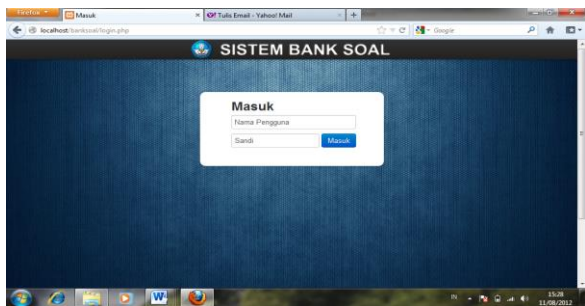 Firefox
Masuk
Tulis Email - Yahoo! Mail
localhost/banksoal/login.php
Google
SISTEM BANK SOAL
Masuk
Nama Pengguna
Sandi
Masuk
IN
15:28
11/08/2012